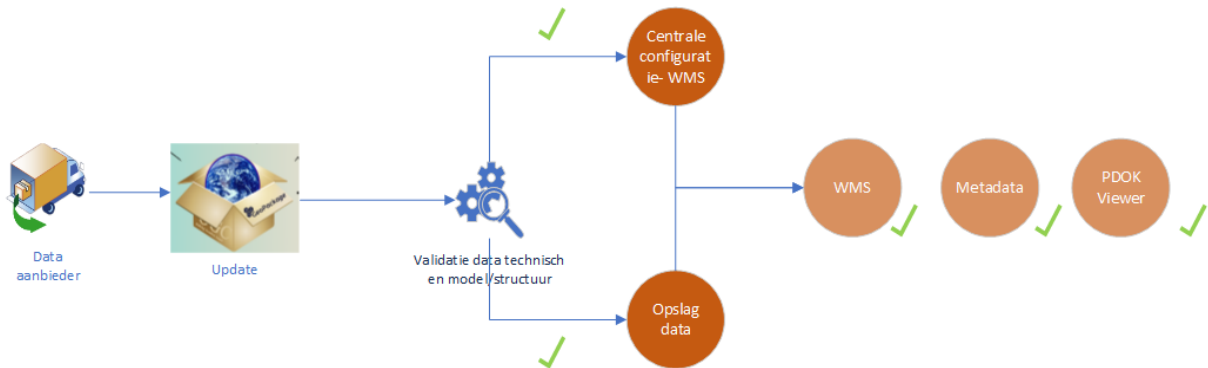 Data
aanbieder
GeoPackage
Update
Validatie data technisch
en model/structuur
Centrale
configurat
ie- WMS
Opslag
data
WMS
Metadata
PDOK
Viewer